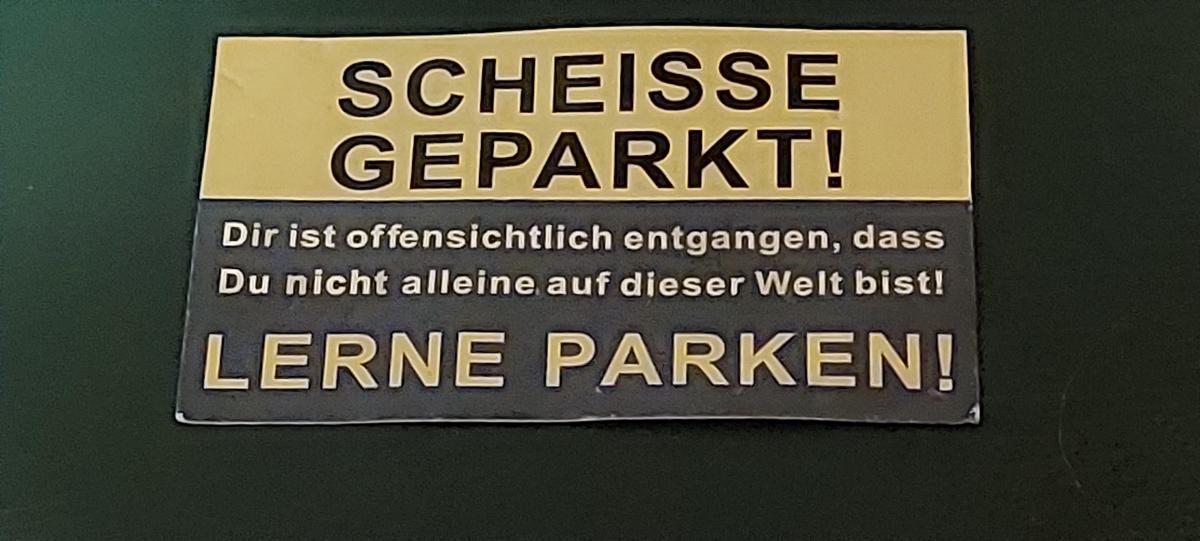 SCHEISSE
GEPARKT!
Dir ist offensichtlich entgangen, dass
Du nicht alleine auf dieser Welt bist!
LERNE PARKEN!